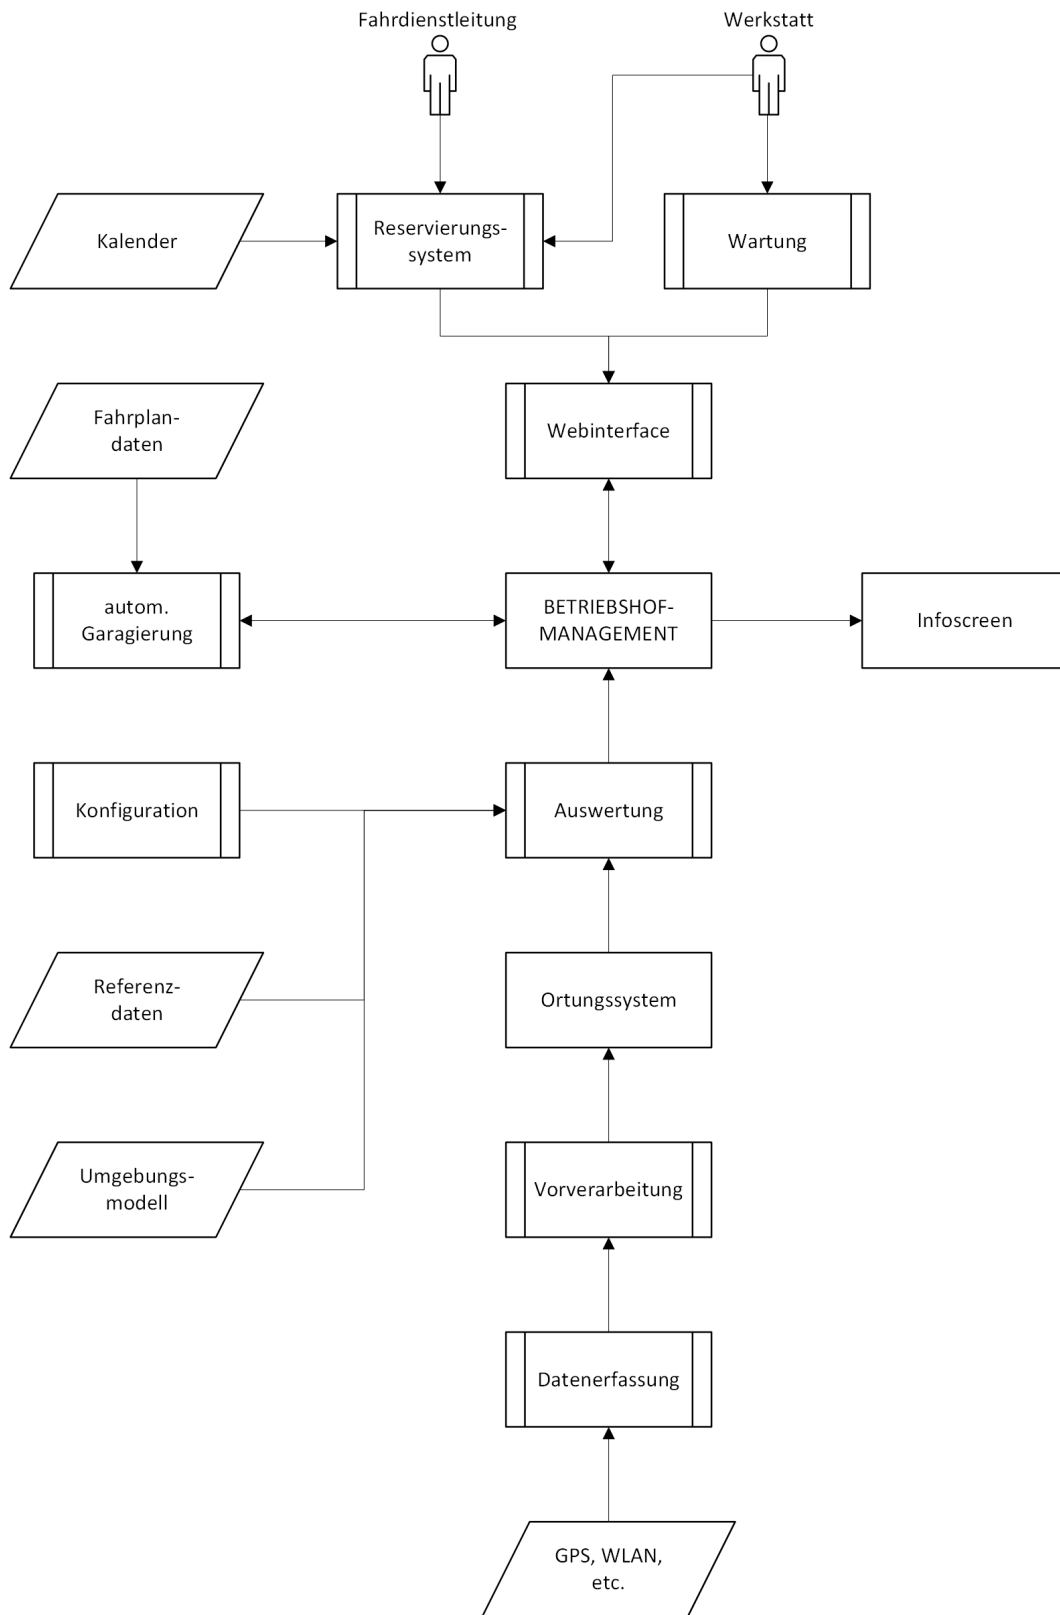 Fahrdienstleitung
Werkstatt
Kalender
Reservierungs-
system
Wartung
Fahrplan-
daten
Webinterface
autom.
Garagierung
BETRIEBSHOF-
MANAGEMENT
Infoscreen
Konfiguration
Auswertung
Referenz-
daten
Ortungssystem
Umgebungs-
modell
Vorverarbeitung
Datenerfassung
GPS, WLAN,
etc.